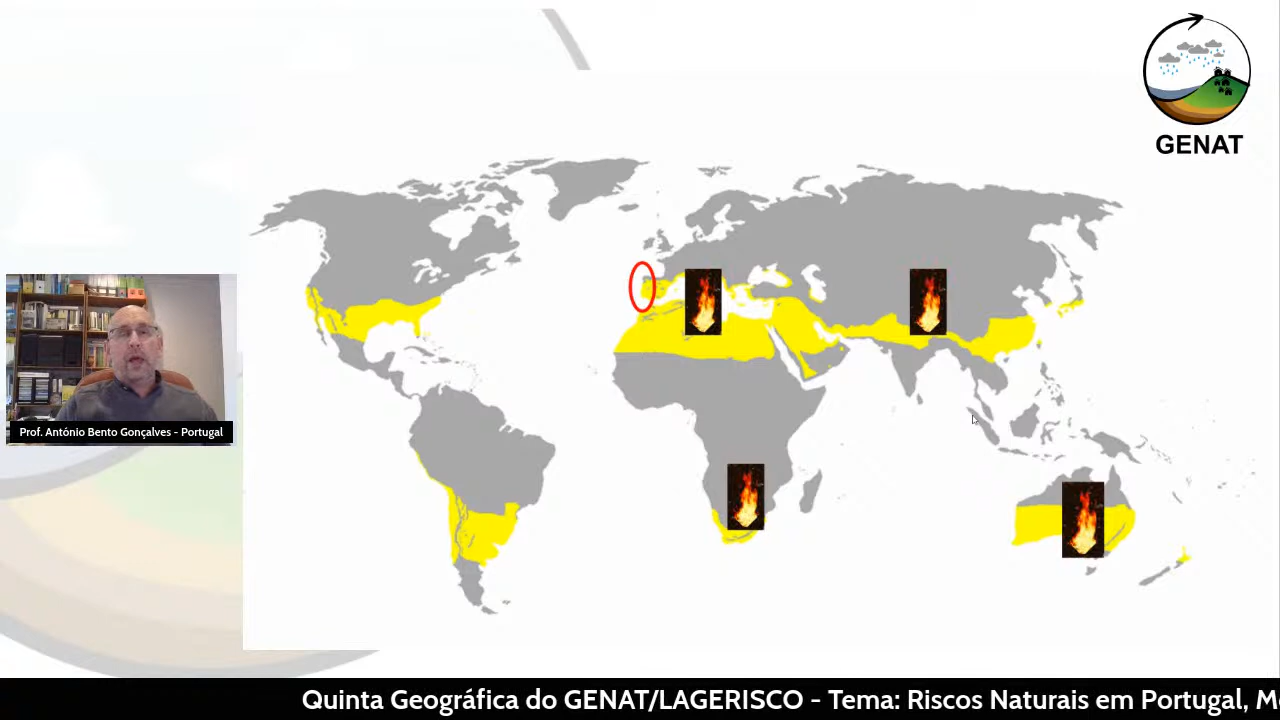 GENAT
Prof. António Bento Gonçalves - Portugal
Quinta Geográfica do GENAT/LAGERISCO - Tema: Riscos Naturais em Portugal, M